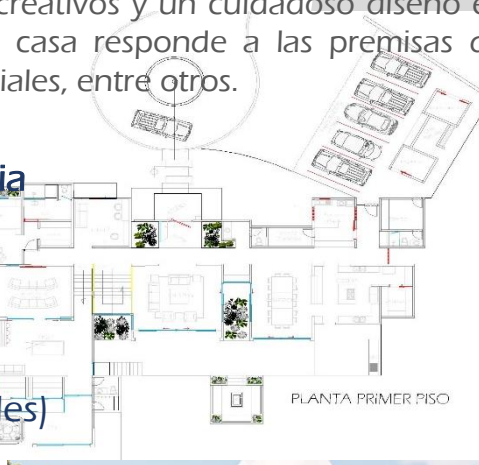 creativos y un cuidadoso diseño e
casa responde a las premisas d
iales, entre otros.
ia
les)
PLANTA PRIMER PISO